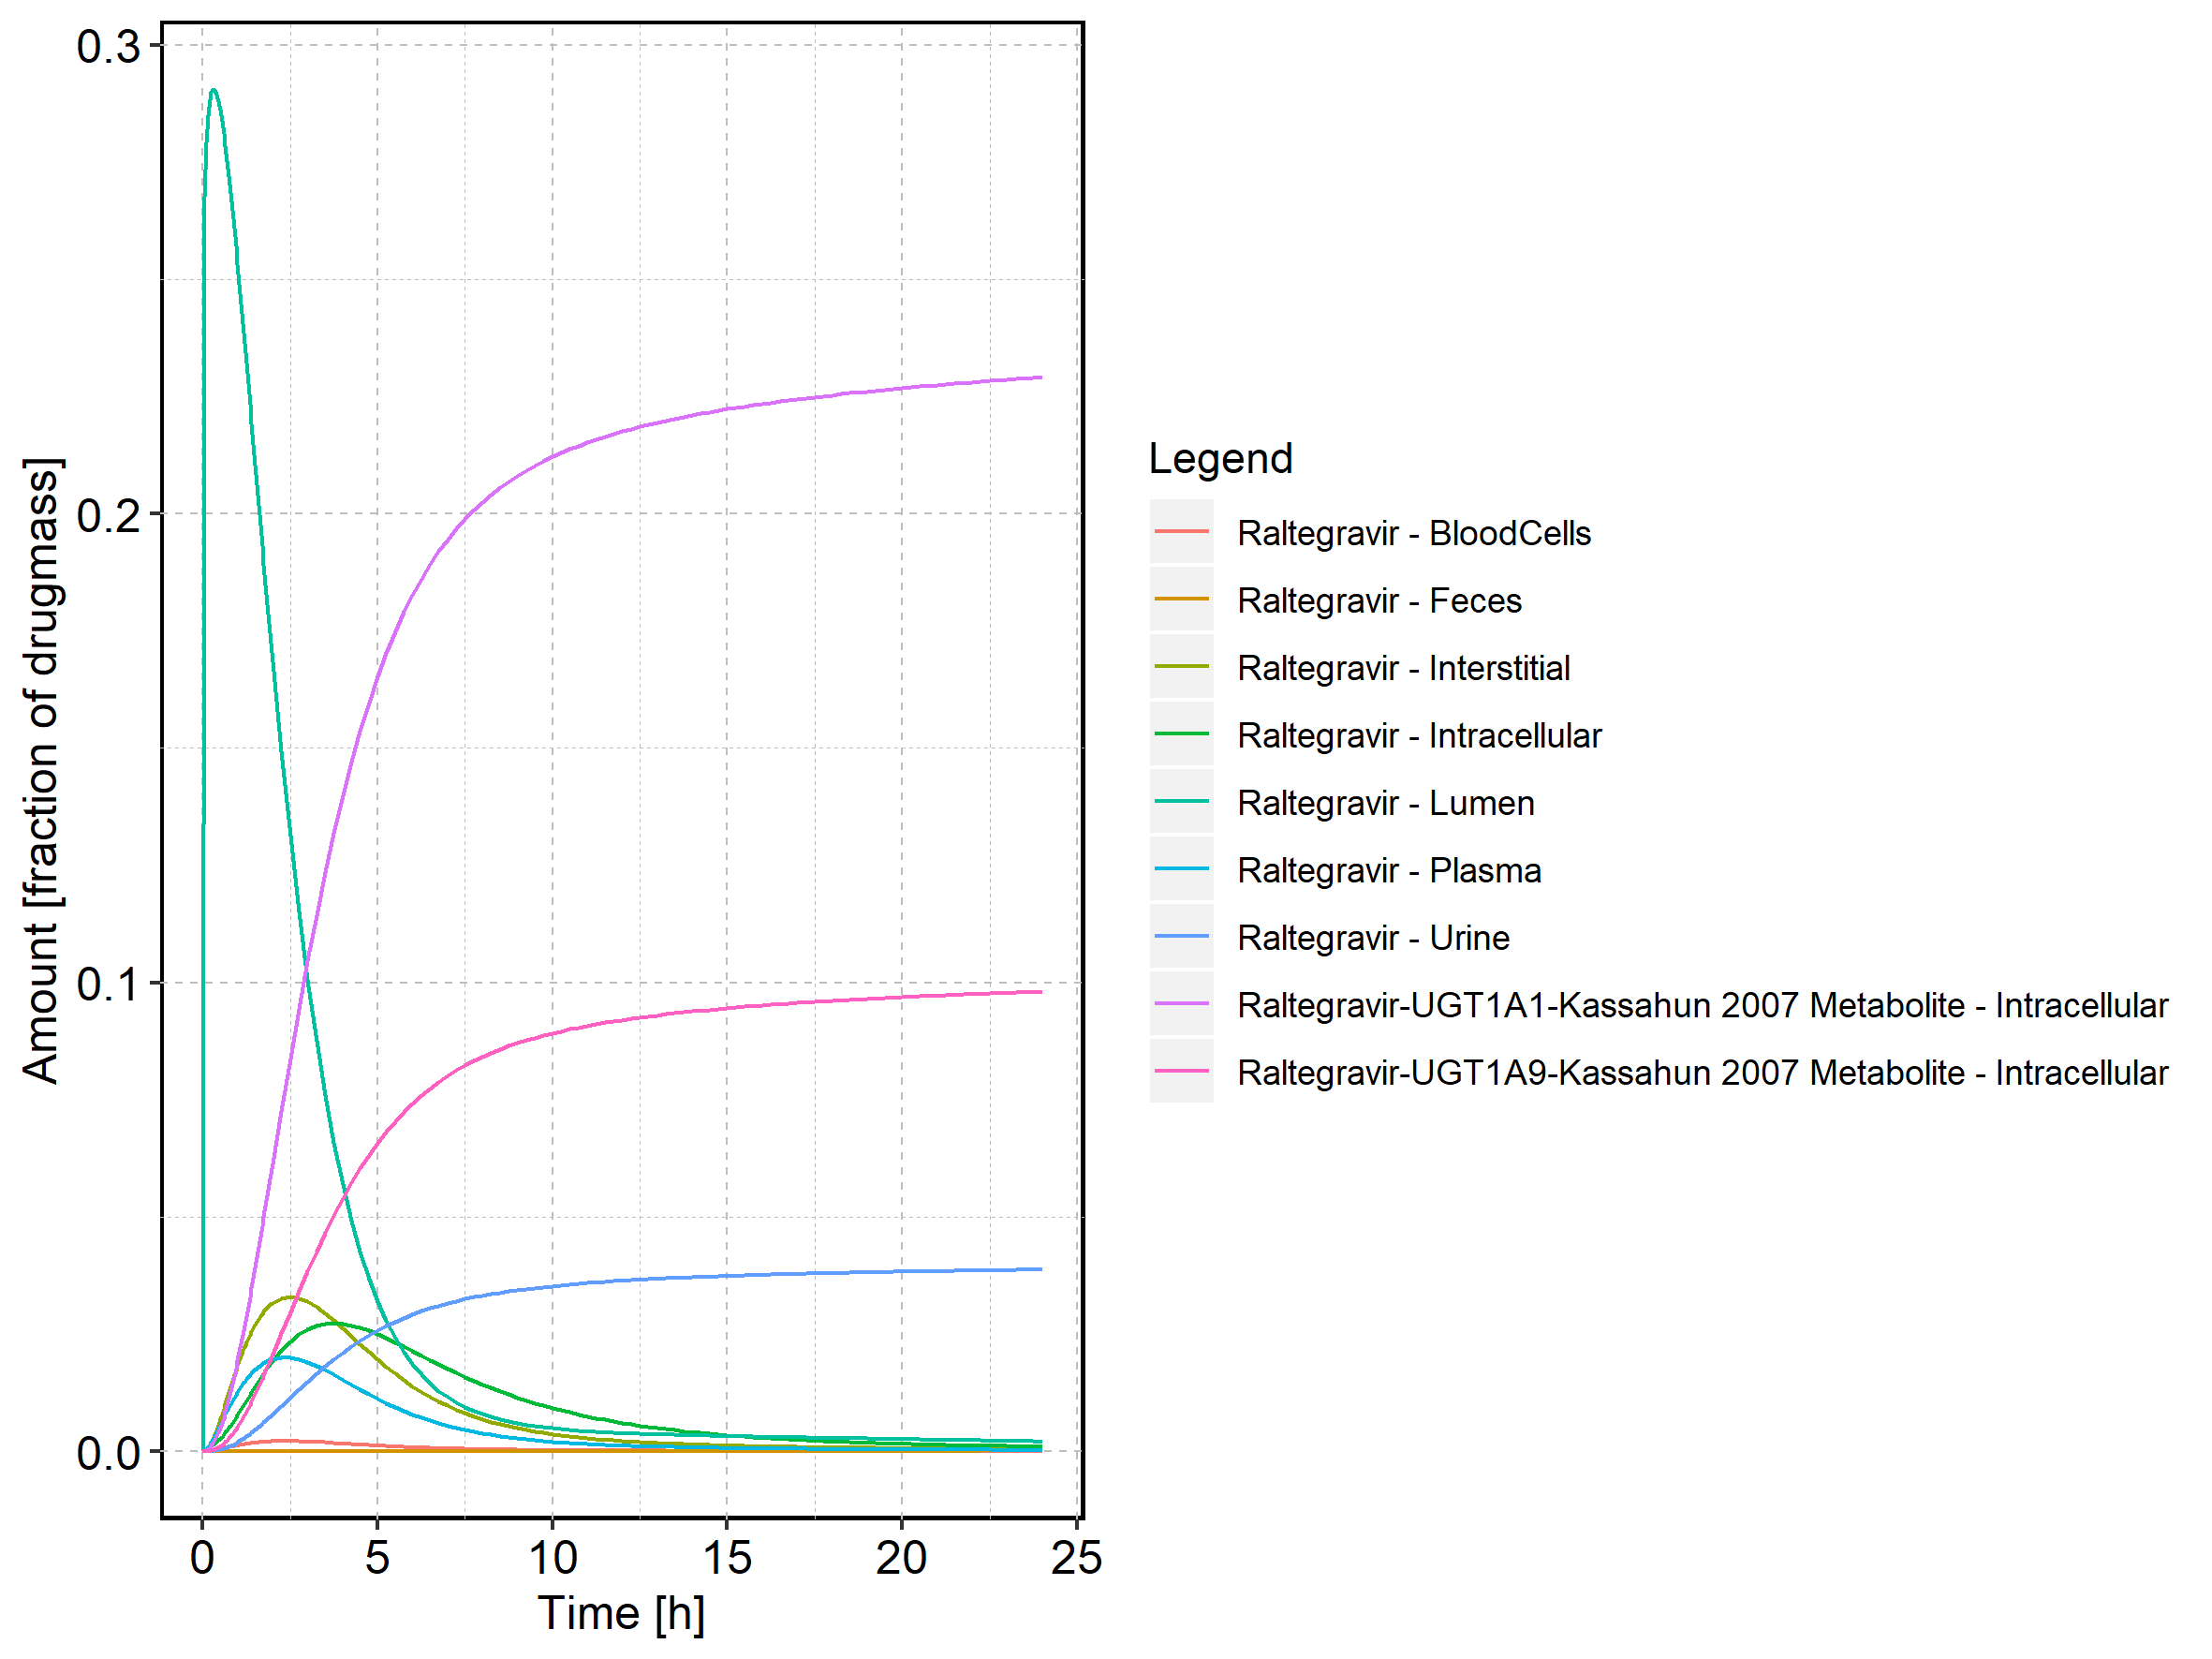 0.3
0.2
0.1
0.0
Amount [fraction of drugmass]
0 5 10 15 20 25
Time [h]
Legend
Raltegravir - BloodCells
Raltegravir - Feces
Raltegravir - Interstitial
Raltegravir - Intracellular
Raltegravir - Lumen
Raltegravir - Plasma
Raltegravir - Urine
Raltegravir-UGT1A1-Kassahun 2007 Metabolite - Intracellular
Raltegravir-UGT1A9-Kassahun 2007 Metabolite - Intracellular